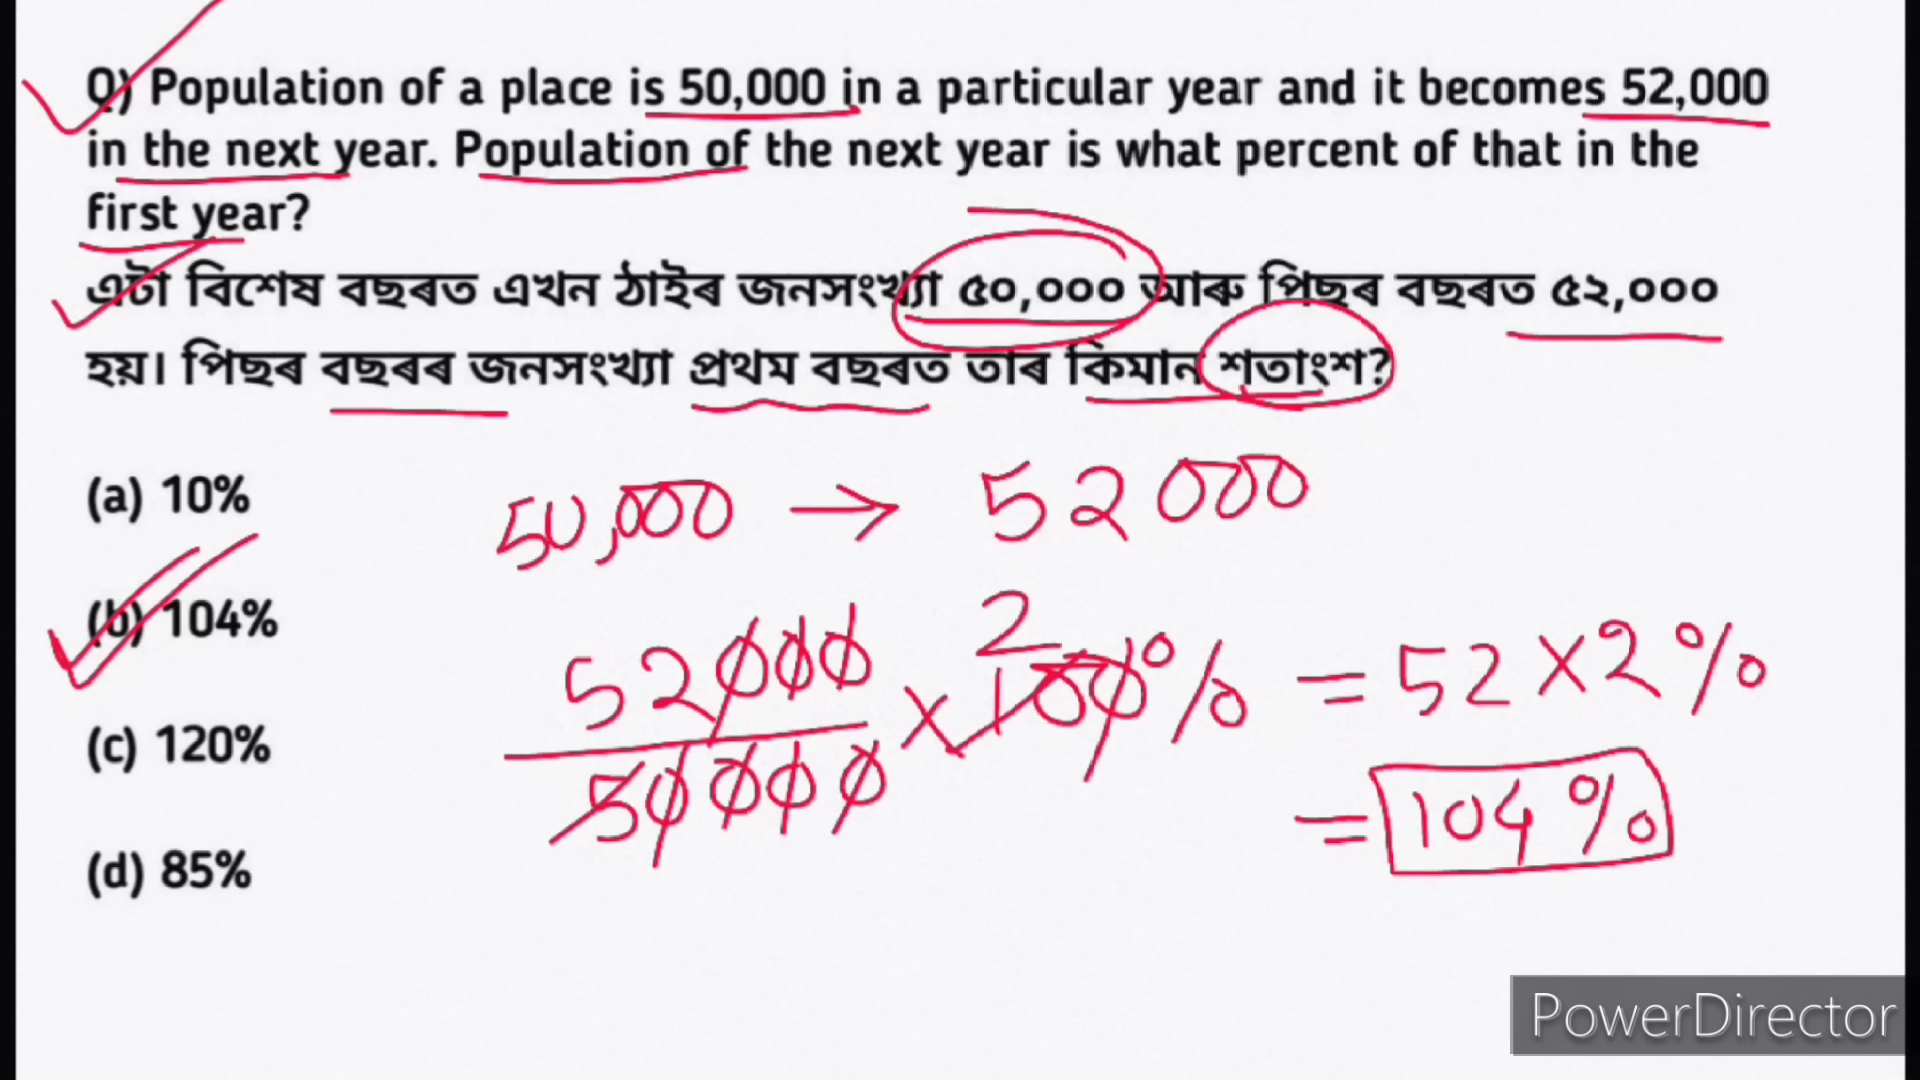 Q) Population of a place is 50,000 in a particular year and it becomes 52,000
in the next year. Population of the next year is what percent of that in the
first year?
এটা বিশেষ বছৰত এখন ঠাইৰ জনসংখ্যা ৫০,০০০ আৰু পিছৰ বছৰত ৫২,০০০
হয়। পিছৰ বছৰৰ জনসংখ্যা প্ৰথম বছৰত তাৰ কিমান শতাংশ?
(a) 10%
50,000 → 52000
(b) 104%
52000 / 50000 × 100% 2 = 52 × 2 %
(c) 120%
= 104 %
(d) 85%
PowerDirector